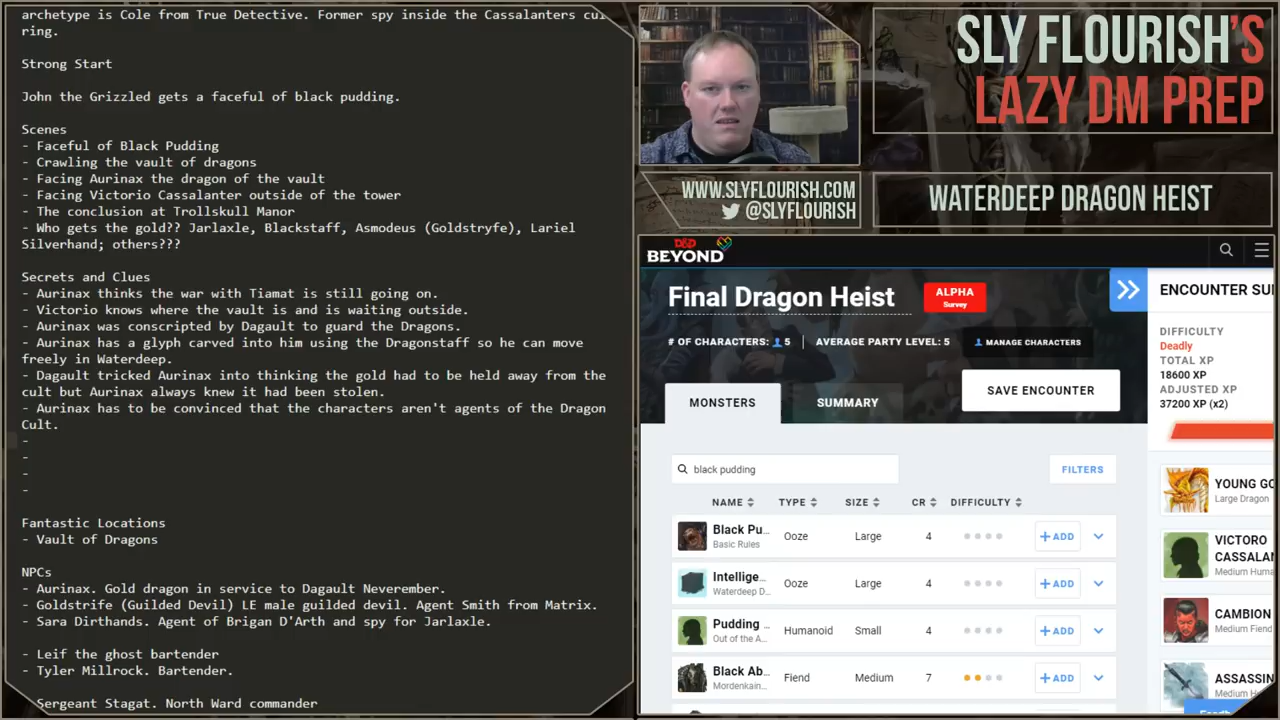 archetype is Cole from True Detective. Former spy inside the Cassalanters
ring.
Strong Start
John the Grizzled gets a faceful of black pudding.
Scenes
- Faceful of Black Pudding
- Crawling the vault of dragons
- Facing Aurinax the dragon of the vault
- Facing Victorio Cassalanter outside of the tower
- The conclusion at Trollskull Manor
- Who gets the gold?? Jarlaxle, Blackstaff, Asmodeus (Goldstryfe), Lariel
Silverhand; others???
Secrets and Clues
- Aurinax thinks the war with Tiamat is still going on.
- Victorio knows where the vault is and is waiting outside.
- Aurinax was conscripted by Dagault to guard the Dragons.
- Aurinax has a glyph carved into him using the Dragonstaff so he can move
freely in Waterdeep.
- Dagault tricked Aurinax into thinking the gold had to be held away from the
cult but Aurinax always knew it had been stolen.
- Aurinax has to be convinced that the characters aren't agents of the Dragon
Cult.
-
-
-
-
Fantastic Locations
- Vault of Dragons
NPCs
- Aurinax. Gold dragon in service to Dagault Neverember.
- Goldstrife (Guilded Devil) LE male guilded devil. Agent Smith from Matrix.
- Sara Dirthands. Agent of Brigan D'Arth and spy for Jarlaxle.
- Leif the ghost bartender
- Tyler Millrock. Bartender.
Sergeant Stagat. North Ward commander
SLY FLOURISH'S
LAZY DM PREP
WWW.SLYFLOURISH.COM
@SLYFLOURISH
WATERDEEP DRAGON HEIST
D&D
BEYOND
Final Dragon Heist
ALPHA
Survey
# OF CHARACTERS: 5 | AVERAGE PARTY LEVEL: 5
MANAGE CHARACTERS
MONSTERS
SUMMARY
SAVE ENCOUNTER
black pudding
FILTERS
NAME TYPE SIZE CR DIFFICULTY
Black Pu... Ooze Large 4 + ADD
Basic Rules
Intellige... Ooze Large 4 + ADD
Waterdeep D...
Pudding ... Humanoid Small 4 + ADD
Out of the A...
Black Ab... Fiend Medium 7 + ADD
Mordenkain...
ENCOUNTER SU
DIFFICULTY
Deadly
TOTAL XP
18600 XP
ADJUSTED XP
37200 XP (x2)
YOUNG GO
Large Dragon
VICTORO
CASSALAN
Medium Huma
CAMBION
Medium Fiend
ASSASSIN
Medium H